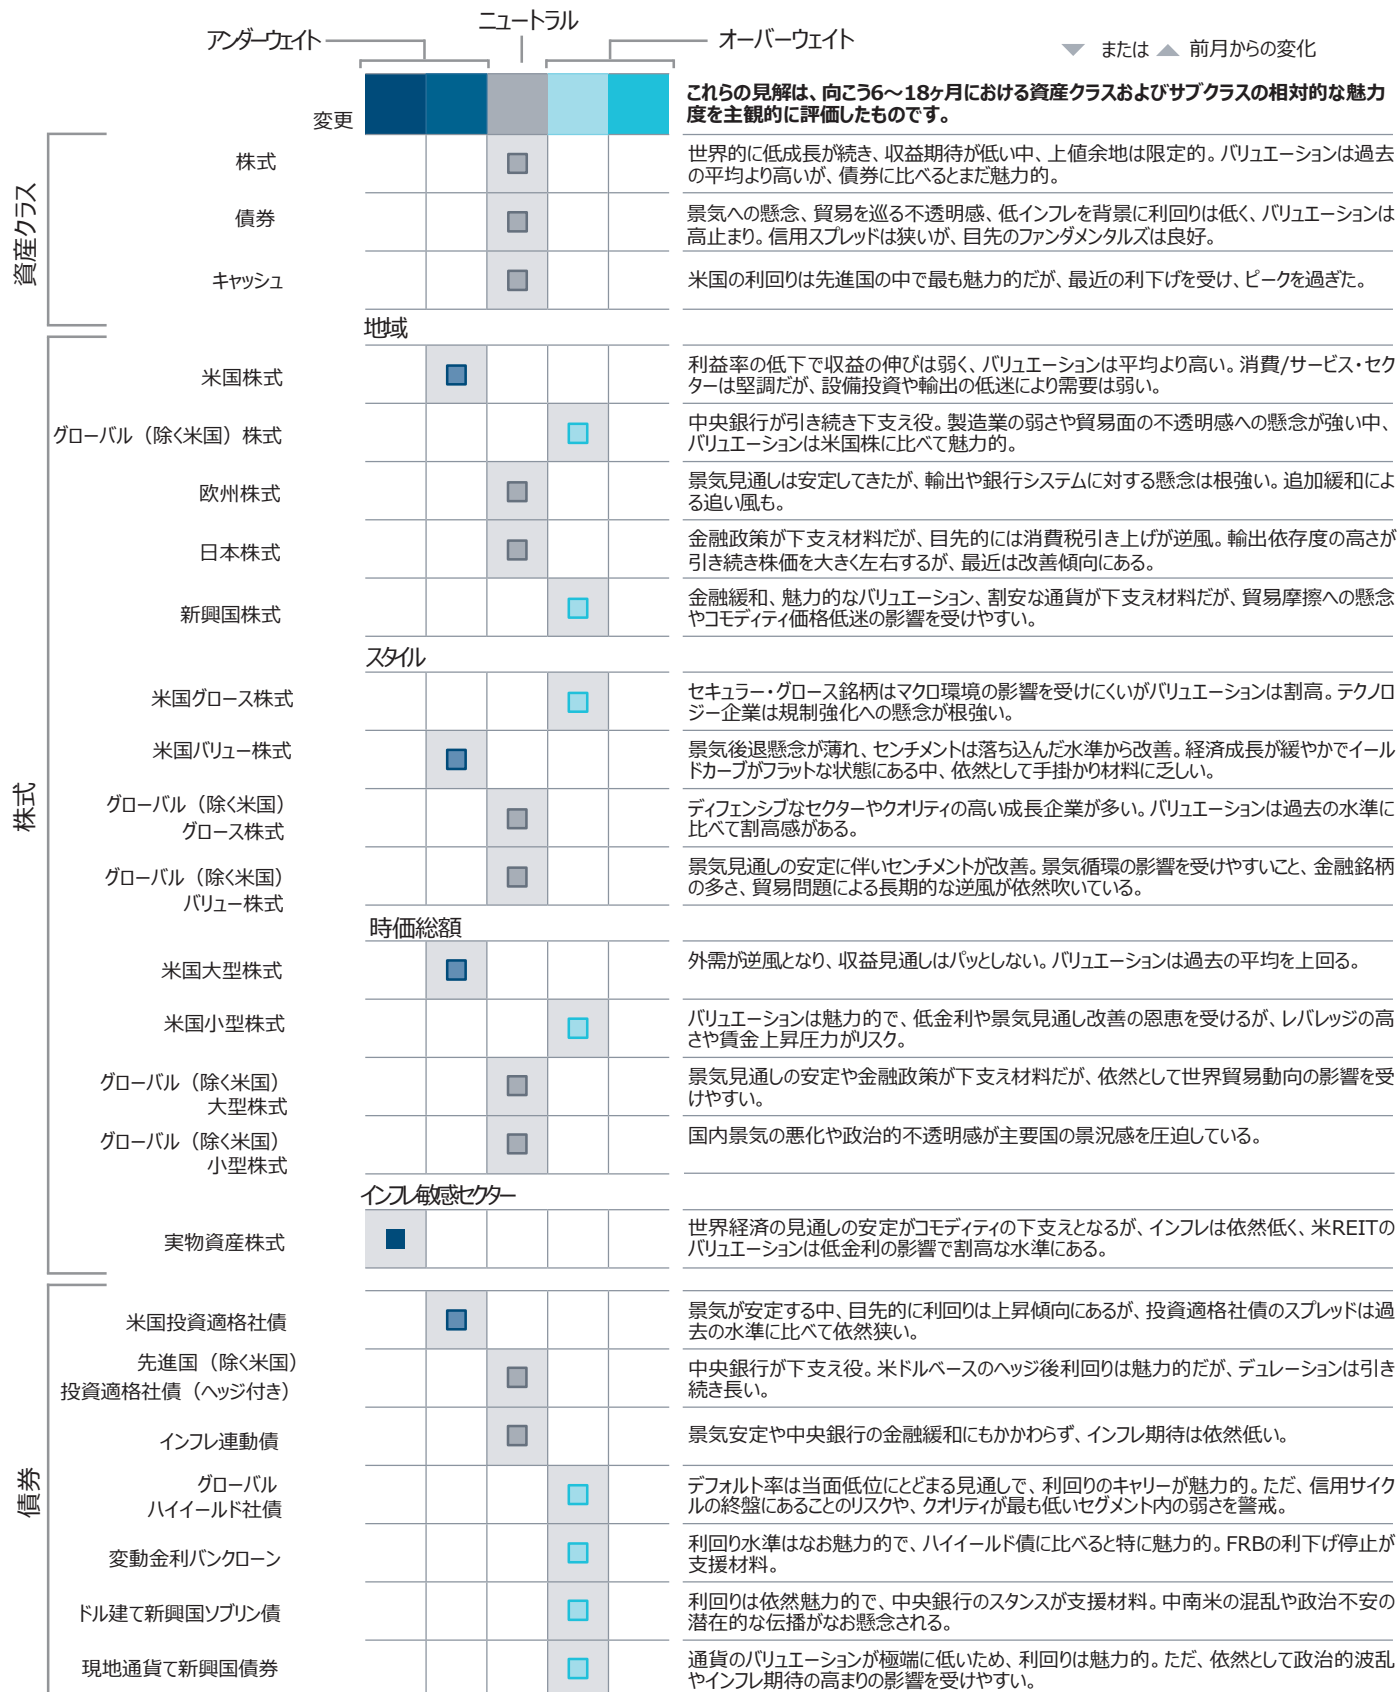 ニュートラル
アンダーウェイト
オーバーウェイト
または 前月からの変化
変更
これらの見解は、向こう6～18ヶ月における資産クラスおよびサブクラスの相対的な魅力
度を主観的に評価したものです。
資産クラス
株式
世界的に低成長が続き、収益期待が低い中、上値余地は限定的。バリュエーションは過去
の平均より高いが、債券に比べるとまだ魅力的。
債券
景気への懸念、貿易を巡る不透明感、低インフレを背景に利回りは低く、バリュエーションは
高止まり。信用スプレッドは狭いが、目先のファンダメンタルズは良好。
キャッシュ
米国の利回りは先進国の中で最も魅力的だが、最近の利下げを受け、ピークを過ぎた。
株式
地域
米国株式
利益率の低下で収益の伸びは弱く、バリュエーションは平均より高い。消費/サービス・セク
ターは堅調だが、設備投資や輸出の低迷により需要は弱い。
グローバル（除く米国）株式
中央銀行が引き続き下支え役。製造業の弱さや貿易面の不透明感への懸念が強い中、
バリュエーションは米国株に比べて魅力的。
欧州株式
景気見通しは安定してきたが、輸出や銀行システムに対する懸念は根強い。追加緩和によ
る追い風も。
日本株式
金融政策が下支え材料だが、目先的には消費税引き上げが逆風。輸出依存度の高さが
引き続き株価を大きく左右するが、最近は改善傾向にある。
新興国株式
金融緩和、魅力的なバリュエーション、割安な通貨が下支え材料だが、貿易摩擦への懸念
やコモディティ価格低迷の影響を受けやすい。
スタイル
米国グロース株式
セキュラー・グロース銘柄はマクロ環境の影響を受けにくいがバリュエーションは割高。テクノロ
ジー企業は規制強化への懸念が根強い。
米国バリュー株式
景気後退懸念が薄れ、センチメントは落ち込んだ水準から改善。経済成長が緩やかでイール
ドカーブがフラットな状態にある中、依然として手掛かり材料に乏しい。
グローバル（除く米国）
グロース株式
ディフェンシブなセクターやクオリティの高い成長企業が多い。バリュエーションは過去の水準に
比べて割高感がある。
グローバル（除く米国）
バリュー株式
景気見通しの安定に伴いセンチメントが改善。景気循環の影響を受けやすいこと、金融銘柄
の多さ、貿易問題による長期的な逆風が依然吹いている。
時価総額
米国大型株式
外需が逆風となり、収益見通しはパッとしない。バリュエーションは過去の平均を上回る。
米国小型株式
バリュエーションは魅力的で、低金利や景気見通し改善の恩恵を受けるが、レバレッジの高
さや賃金上昇圧力がリスク。
グローバル（除く米国）
大型株式
景気見通しの安定や金融政策が下支え材料だが、依然として世界貿易動向の影響を受
けやすい。
グローバル（除く米国）
小型株式
国内景気の悪化や政治的不透明感が主要国の景況感を圧迫している。
インフレ敏感セクター
実物資産株式
世界経済の見通しの安定がコモディティの下支えとなるが、インフレは依然低く、米REITの
バリュエーションは低金利の影響で割高な水準にある。
債券
米国投資適格社債
景気が安定する中、目先的に利回りは上昇傾向にあるが、投資適格社債のスプレッドは過
去の水準に比べて依然狭い。
先進国（除く米国）
投資適格社債（ヘッジ付き）
中央銀行が下支え役。米ドルベースのヘッジ後利回りは魅力的だが、デュレーションは引き
続き長い。
インフレ連動債
景気安定や中央銀行の金融緩和にもかかわらず、インフレ期待は依然低い。
グローバル
ハイイールド社債
デフォルト率は当面低位にとどまる見通しで、利回りのキャリーが魅力的。ただ、信用サイク
ルの終盤にあることのリスクや、クオリティが最も低いセグメント内の弱さを警戒。
変動金利バンクローン
利回り水準はなお魅力的で、ハイイールド債に比べると特に魅力的。FRBの利下げ停止が
支援材料。
ドル建て新興国ソブリン債
利回りは依然魅力的で、中央銀行のスタンスが支援材料。中南米の混乱や政治不安の
潜在的な伝播がなお懸念される。
現地通貨て新興国債券
通貨のバリュエーションが極端に低いため、利回りは魅力的。ただ、依然として政治的波乱
やインフレ期待の高まりの影響を受けやすい。